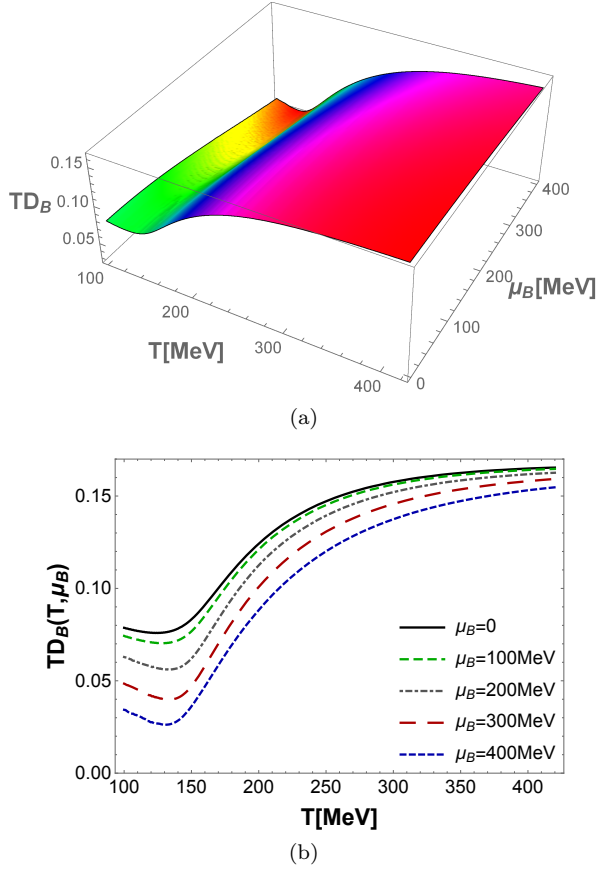 0.15
TD_B 0.10
0.05
100
200
300
400
T[MeV]
0
100
200
300
400
μ_B[MeV]
(a)
TD_B(T,μ_B)
0.15
0.10
0.05
0.00
μ_B=0
μ_B=100MeV
μ_B=200MeV
μ_B=300MeV
μ_B=400MeV
100 150 200 250 300 350 400
T[MeV]
(b)